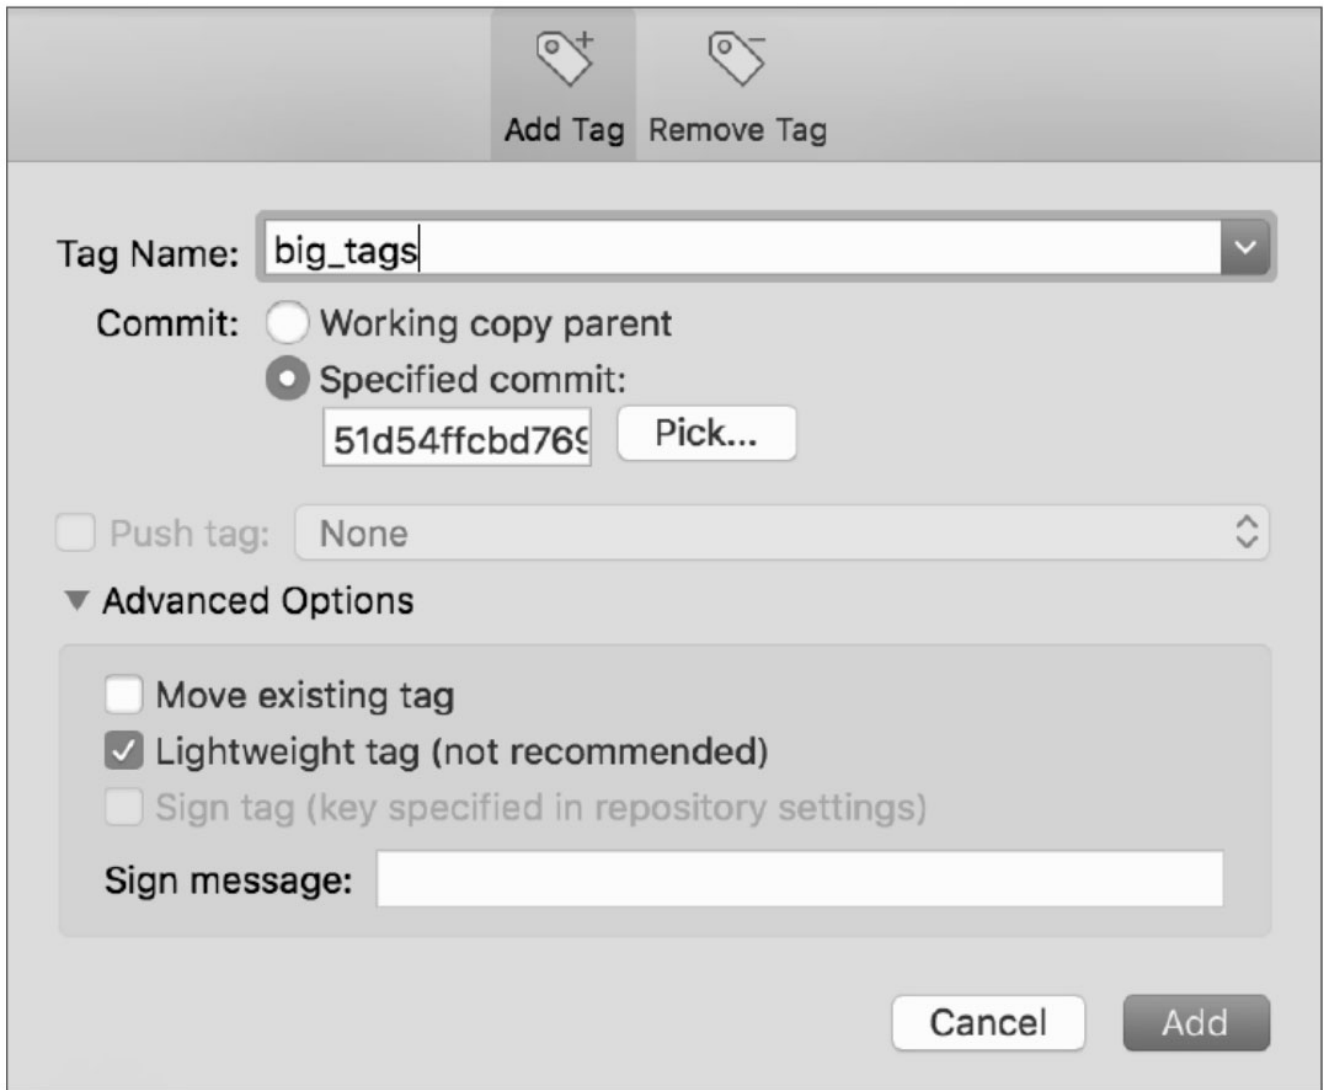 Add Tag Remove Tag
Tag Name: big_tags
Commit: Working copy parent
Specified commit:
51d54ffcbd769 Pick...
Push tag: None
Advanced Options
Move existing tag
Lightweight tag (not recommended)
Sign tag (key specified in repository settings)
Sign message:
Cancel Add